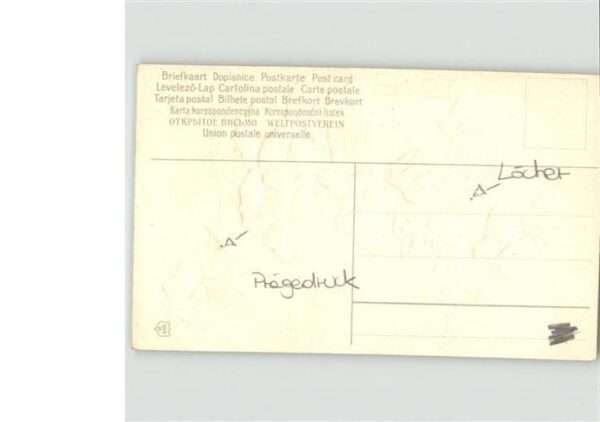 Briefkaart Dopisnice Postkarte Post card
Levelező-Lap Cartolina postale Carte postale
Tarjeta postal Bilhete postal Brefkort Brevkort
Karta korespondencyjna Korespondenční lístek
ОТКРЫТОЕ ПИСЬМО WELTPOSTVEREIN
Union postale universelle
Löcher
Prägedruck